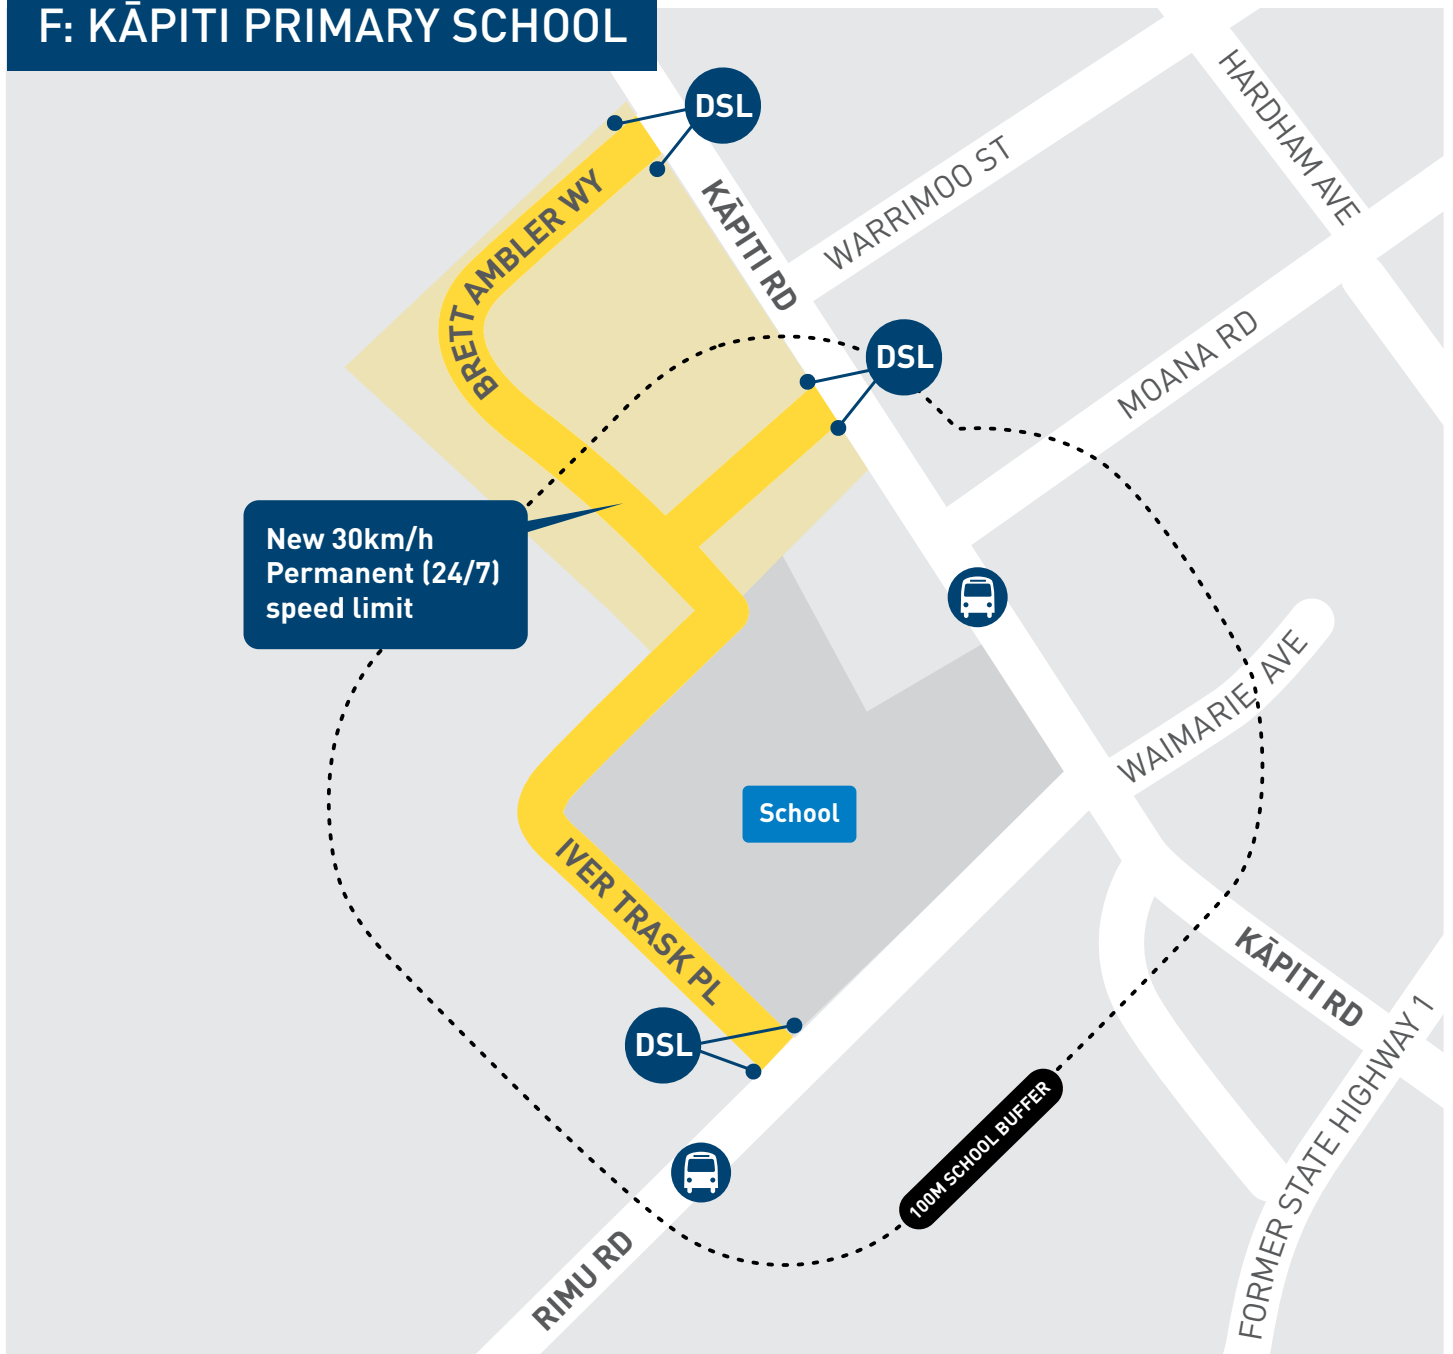 F: KĀPITI PRIMARY SCHOOL
DSL
HARDHAM AVE
WARRIMOO ST
BRETT AMBLER WY
KĀPITI RD
MOANA RD
DSL
New 30km/h
Permanent (24/7)
speed limit
WAIMARIE AVE
School
IVER TRASK PL
KĀPITI RD
DSL
FORMER STATE HIGHWAY 1
100M SCHOOL BUFFER
RIMU RD